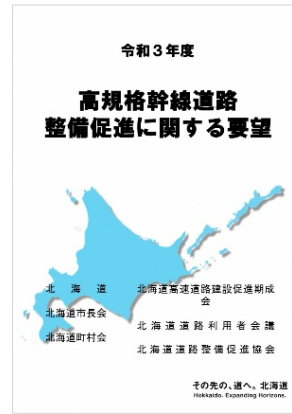 令和３年度
高規格幹線道路
整備促進に関する要望
北海道
北海道市長会
北海道町村会
北海道高速道路建設促進期成
会
北海道道路利用者会議
北海道道路整備促進協会
その先の、道へ。北海道
Hokkaido. Expanding Horizons.